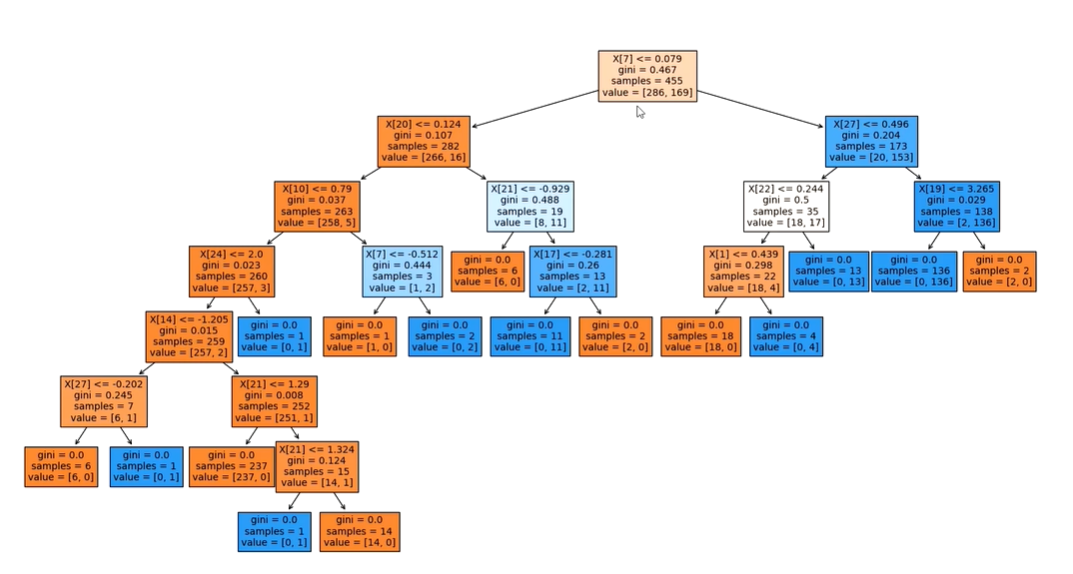 X[7] <= 0.079
gini = 0.467
samples = 455
value = [286, 169]
X[20] <= 0.124
gini = 0.107
samples = 282
value = [266, 16]
X[27] <= 0.496
gini = 0.204
samples = 173
value = [20, 153]
X[10] <= 0.79
gini = 0.037
samples = 263
value = [258, 5]
X[21] <= -0.929
gini = 0.488
samples = 19
value = [8, 11]
X[22] <= 0.244
gini = 0.5
samples = 35
value = [18, 17]
X[19] <= 3.265
gini = 0.029
samples = 138
value = [2, 136]
X[24] <= 2.0
gini = 0.023
samples = 260
value = [257, 3]
X[7] <= -0.512
gini = 0.444
samples = 3
value = [1, 2]
gini = 0.0
samples = 6
value = [6, 0]
X[17] <= -0.281
gini = 0.26
samples = 13
value = [2, 11]
X[1] <= 0.439
gini = 0.298
samples = 22
value = [18, 4]
gini = 0.0
samples = 13
value = [0, 13]
gini = 0.0
samples = 136
value = [0, 136]
gini = 0.0
samples = 2
value = [2, 0]
X[14] <= -1.205
gini = 0.015
samples = 259
value = [257, 2]
gini = 0.0
samples = 1
value = [0, 1]
gini = 0.0
samples = 1
value = [1, 0]
gini = 0.0
samples = 2
value = [0, 2]
gini = 0.0
samples = 11
value = [0, 11]
gini = 0.0
samples = 2
value = [2, 0]
gini = 0.0
samples = 18
value = [18, 0]
gini = 0.0
samples = 4
value = [0, 4]
X[27] <= -0.202
gini = 0.245
samples = 7
value = [6, 1]
X[21] <= 1.29
gini = 0.008
samples = 252
value = [251, 1]
gini = 0.0
samples = 6
value = [6, 0]
gini = 0.0
samples = 1
value = [0, 1]
gini = 0.0
samples = 237
value = [237, 0]
X[21] <= 1.324
gini = 0.124
samples = 15
value = [14, 1]
gini = 0.0
samples = 1
value = [0, 1]
gini = 0.0
samples = 14
value = [14, 0]